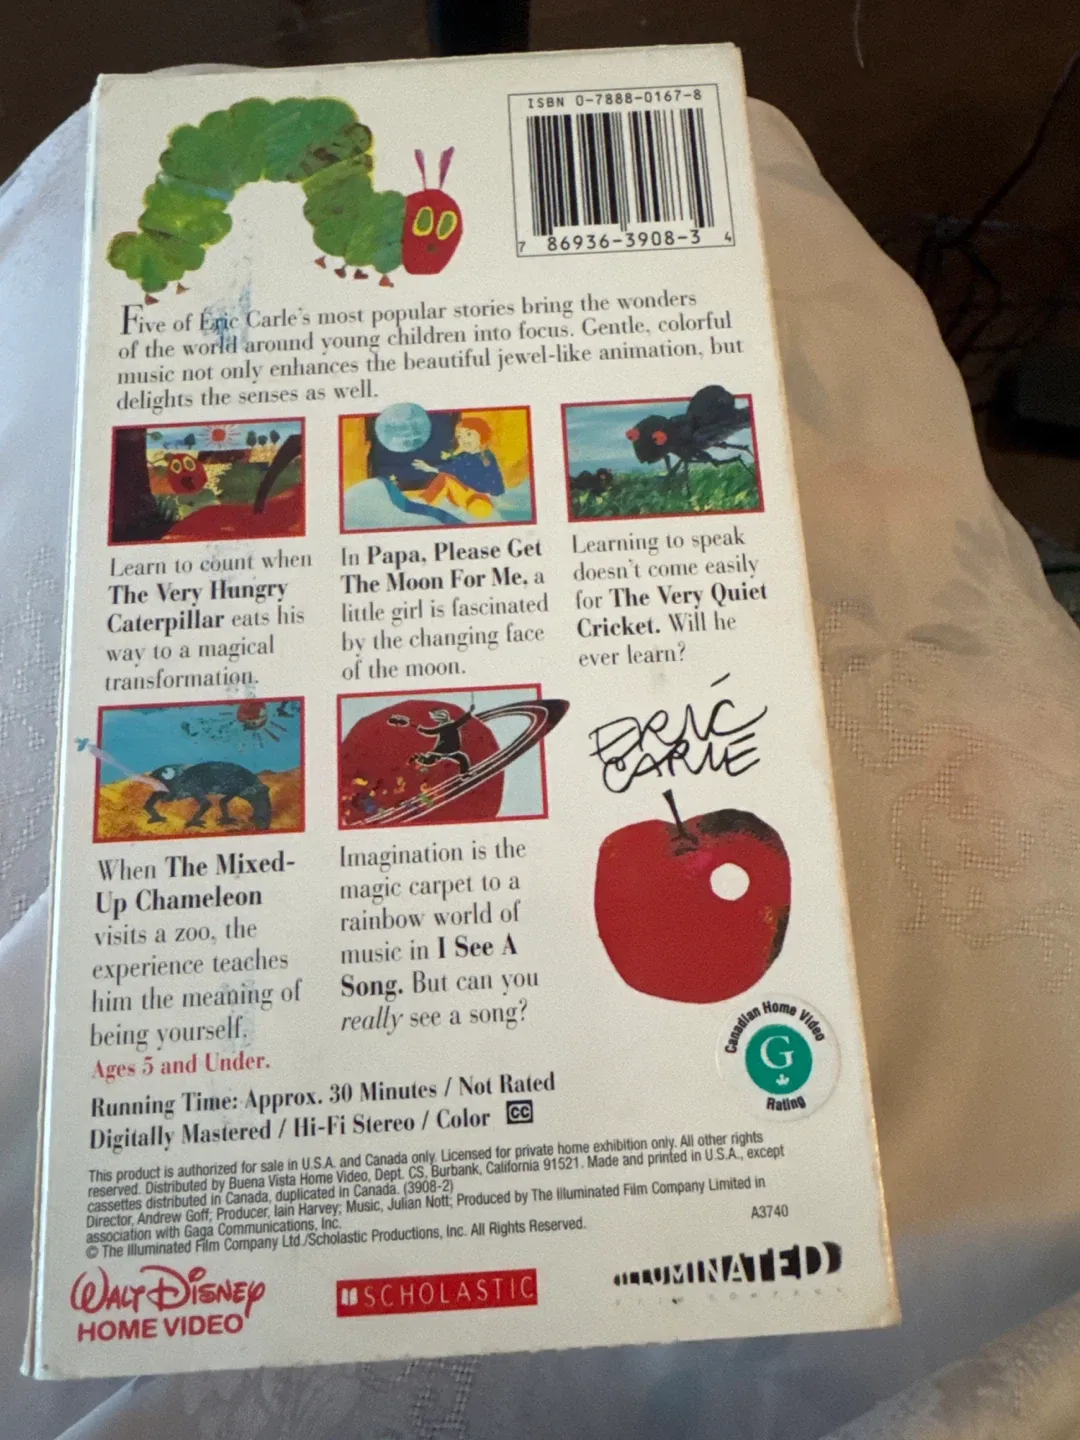 ISBN 0-7888-0167-8
7 86936-3908-3 4
Five of Eric Carle's most popular stories bring the wonders
of the world around young children into focus. Gentle, colorful
music not only enhances the beautiful jewel-like animation, but
delights the senses as well.
Learn to count when
The Very Hungry
Caterpillar eats his
way to a magical
transformation.
In Papa, Please Get
The Moon For Me, a
little girl is fascinated
by the changing face
of the moon.
Learning to speak
doesn't come easily
for The Very Quiet
Cricket. Will he
ever learn?
When The Mixed-
Up Chameleon
visits a zoo, the
experience teaches
him the meaning of
being yourself.
Imagination is the
magic carpet to a
rainbow world of
music in I See A
Song. But can you
really see a song?
ERIC
CARLE
Ages 5 and Under.
Running Time: Approx. 30 Minutes / Not Rated
Digitally Mastered / Hi-Fi Stereo / Color CC
Canadian Home Video
G
Rating
This product is authorized for sale in U.S.A. and Canada only. Licensed for private home exhibition only. All other rights
reserved. Distributed by Buena Vista Home Video, Dept. CS, Burbank, California 91521. Made and printed in U.S.A., except
cassettes distributed in Canada, duplicated in Canada. (3908-2)
Director, Andrew Goff; Producer, Iain Harvey; Music, Julian Nott; Produced by The Illuminated Film Company Limited in
association with Gaga Communications, Inc.
© The Illuminated Film Company Ltd./Scholastic Productions, Inc. All Rights Reserved.
A3740
WALT DISNEY
HOME VIDEO
SCHOLASTIC
ILLUMINATED